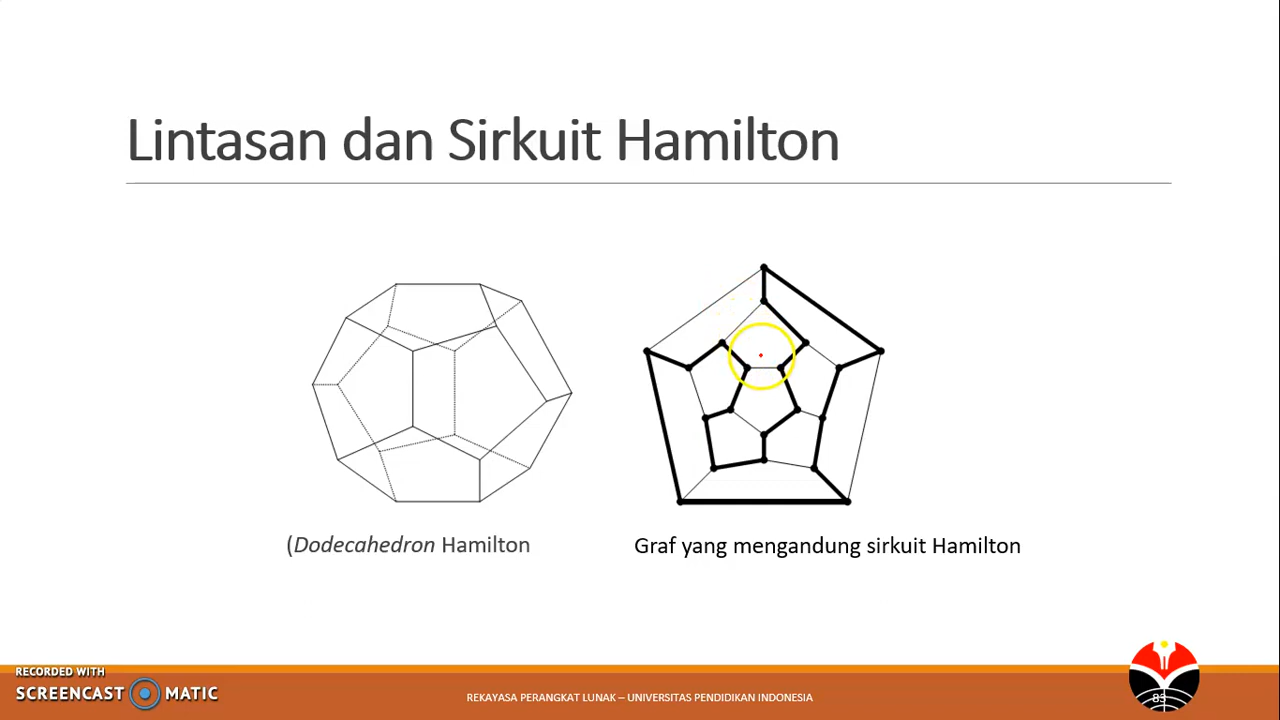 Lintasan dan Sirkuit Hamilton
(Dodecahedron Hamilton
Graf yang mengandung sirkuit Hamilton
RECORDED WITH
SCREENCAST MATIC
REKAYASA PERANGKAT LUNAK – UNIVERSITAS PENDIDIKAN INDONESIA
83